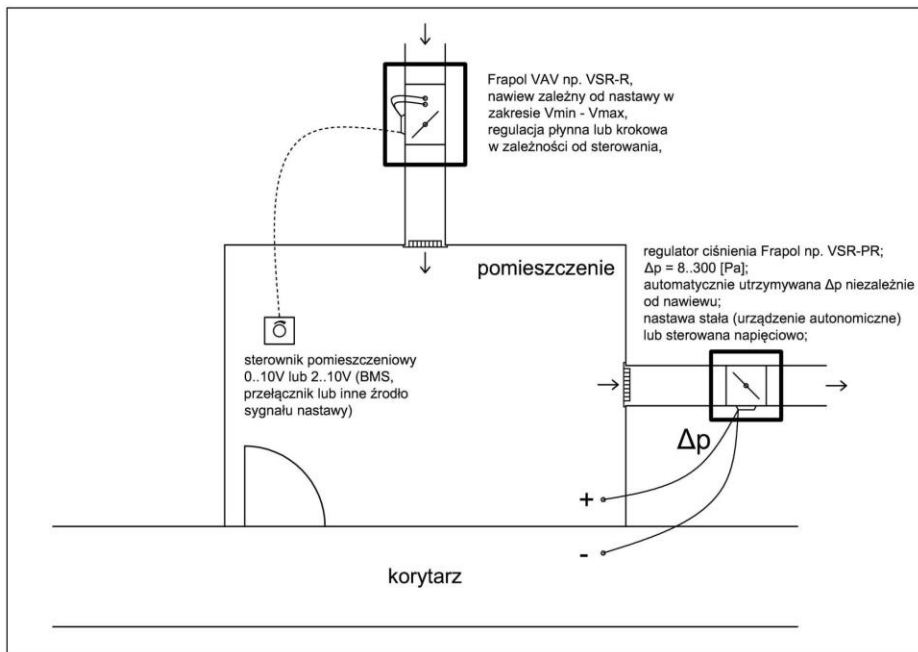 Frapol VAV np. VSR-R,
nawiew zależny od nastawy w
zakresie Vmin - Vmax,
regulacja płynna lub krokowa
w zależności od sterowania,
pomieszczenie
regulator ciśnienia Frapol np. VSR-PR;
Δp = 8..300 [Pa];
automatycznie utrzymywana Δp niezależnie
od nawiewu;
nastawa stała (urządzenie autonomiczne)
lub sterowana napięciowo;
sterownik pomieszczeniowy
0..10V lub 2..10V (BMS,
przełącznik lub inne źrodło
sygnału nastawy)
Δp
+
-
korytarz